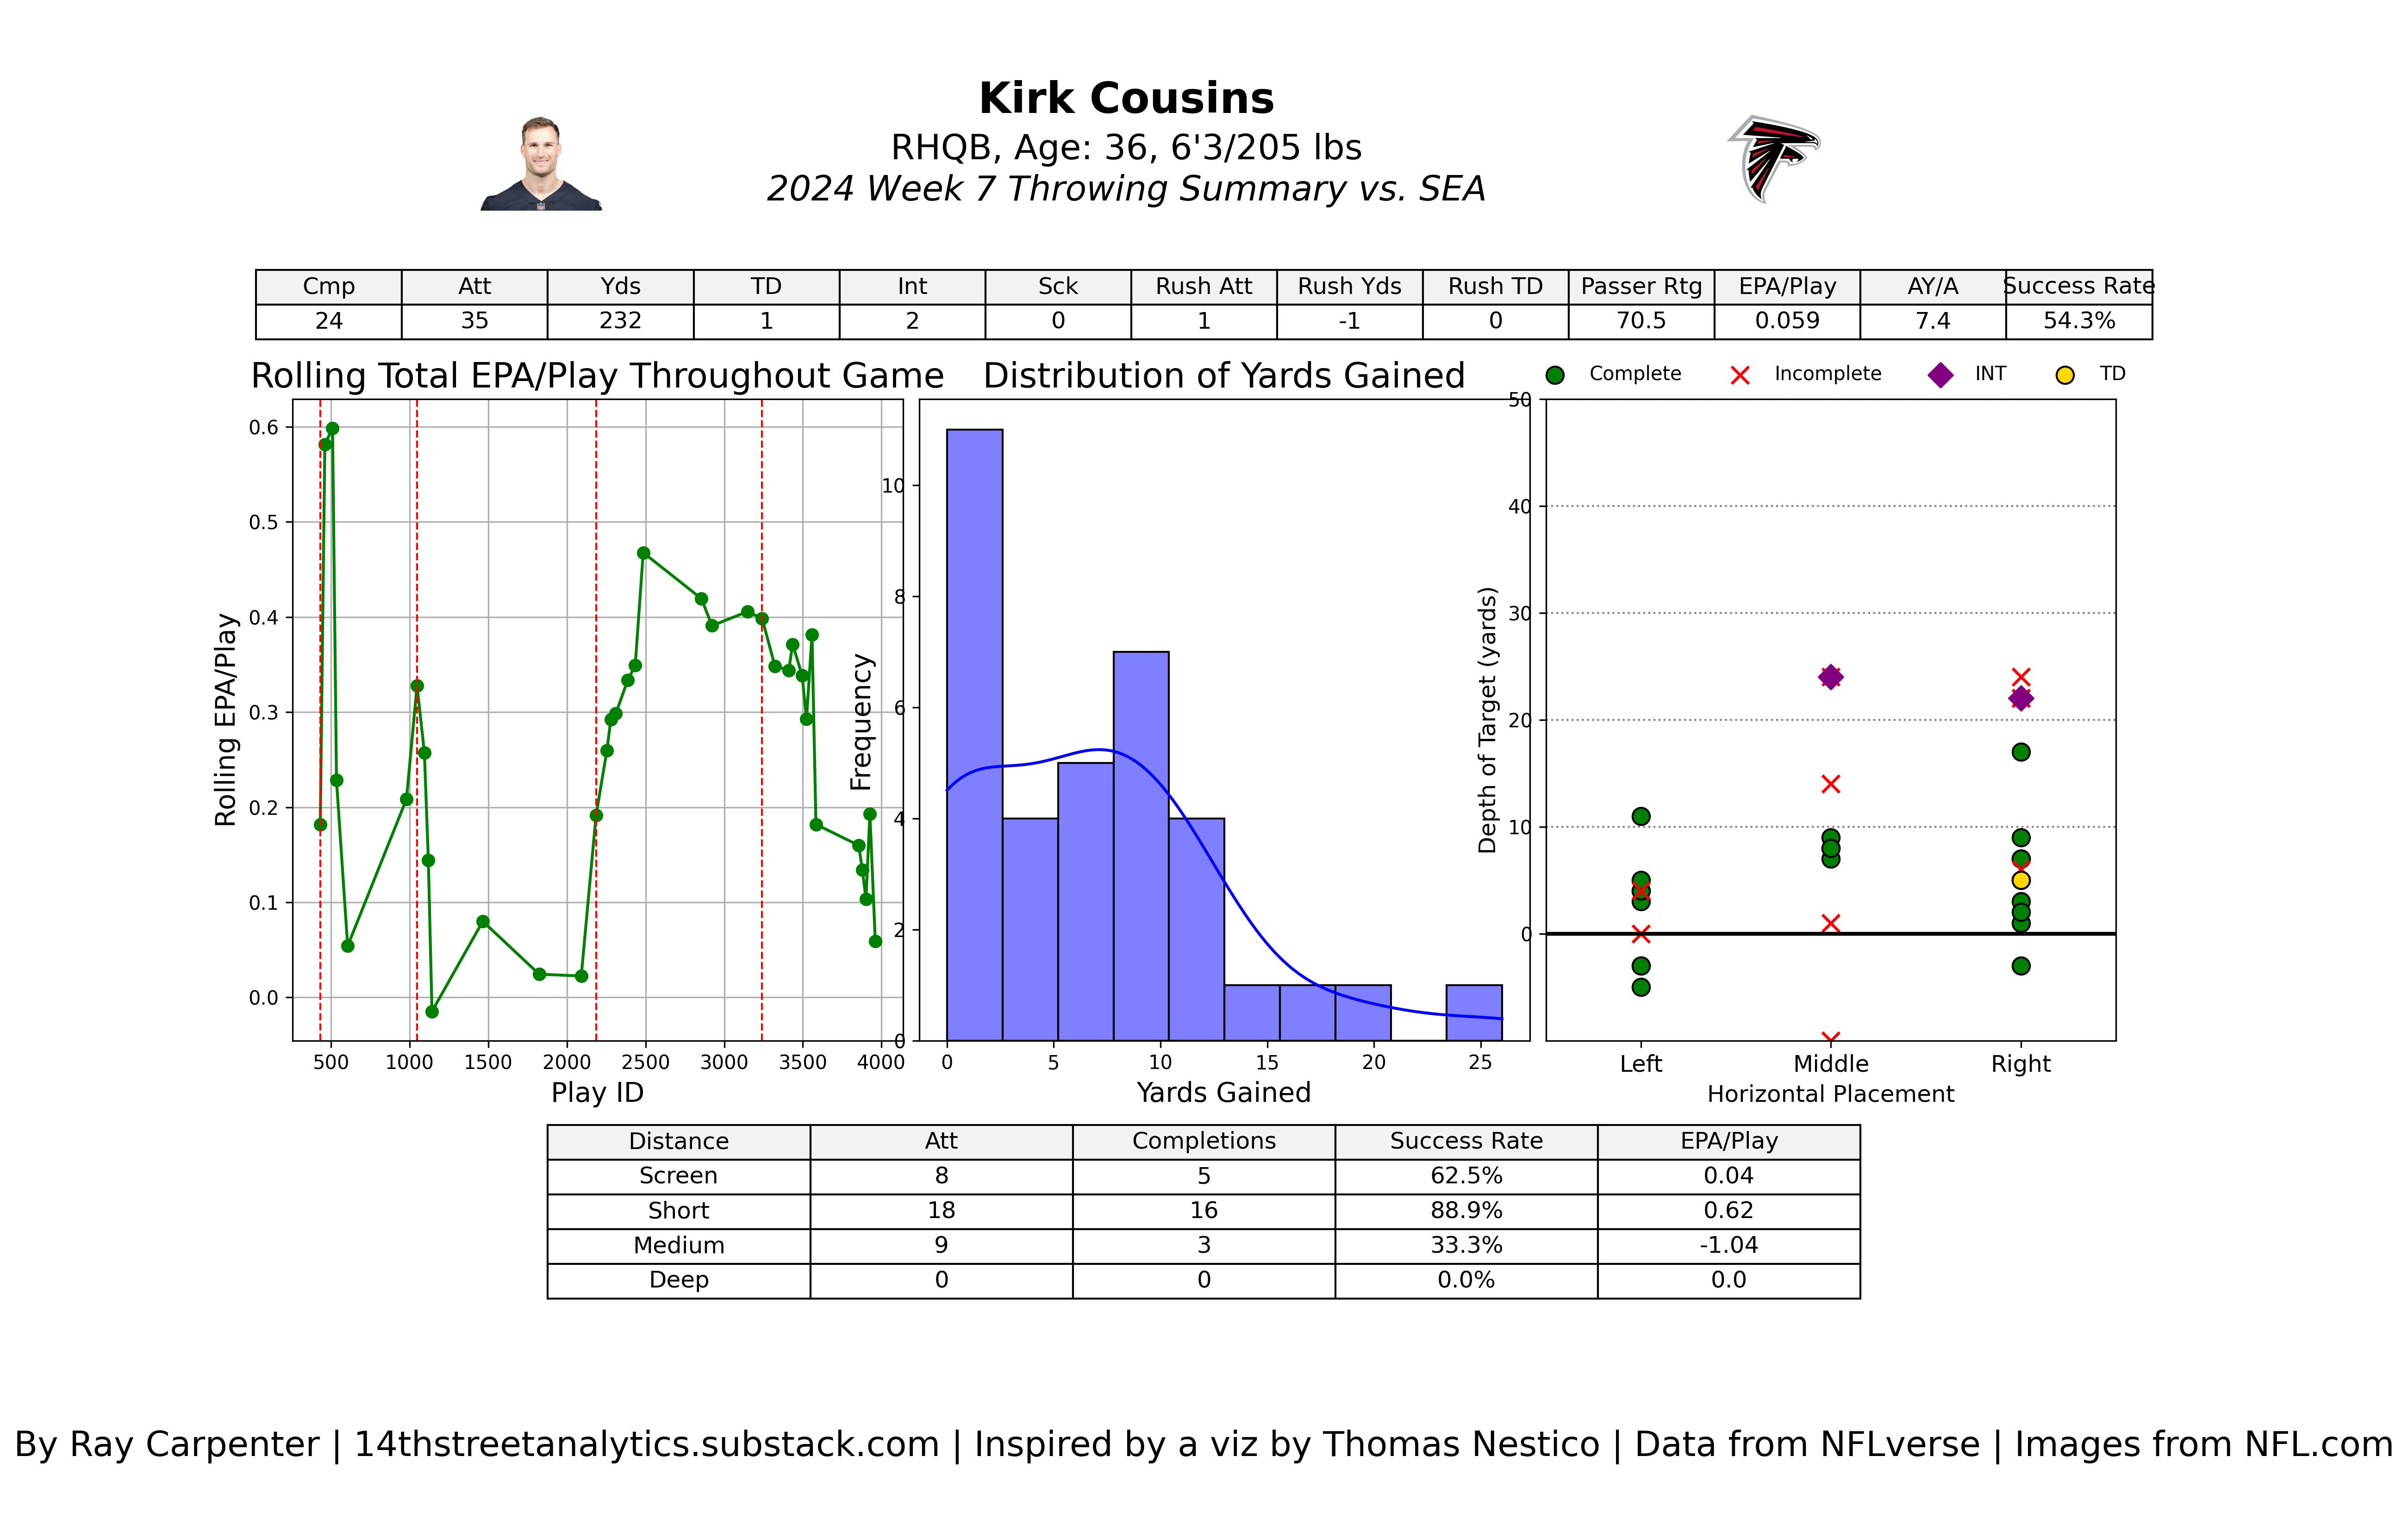 Kirk Cousins
RHQB, Age: 36, 6'3/205 lbs
2024 Week 7 Throwing Summary vs. SEA
Cmp Att Yds TD Int Sck Rush Att Rush Yds Rush TD Passer Rtg EPA/Play AY/A Success Rate
24 35 232 1 2 0 1 -1 0 70.5 0.059 7.4 54.3%
Rolling Total EPA/Play Throughout Game
Rolling EPA/Play
0.6
0.5
0.4
0.3
0.2
0.1
0.0
500 1000 1500 2000 2500 3000 3500 4000
Play ID
Distribution of Yards Gained
Frequency
10
8
6
4
2
0
0 5 10 15 20 25
Yards Gained
Complete Incomplete INT TD
Depth of Target (yards)
50
40
30
20
10
0
Left Middle Right
Horizontal Placement
Distance Att Completions Success Rate EPA/Play
Screen 8 5 62.5% 0.04
Short 18 16 88.9% 0.62
Medium 9 3 33.3% -1.04
Deep 0 0 0.0% 0.0
By Ray Carpenter | 14thstreetanalytics.substack.com | Inspired by a viz by Thomas Nestico | Data from NFLverse | Images from NFL.com